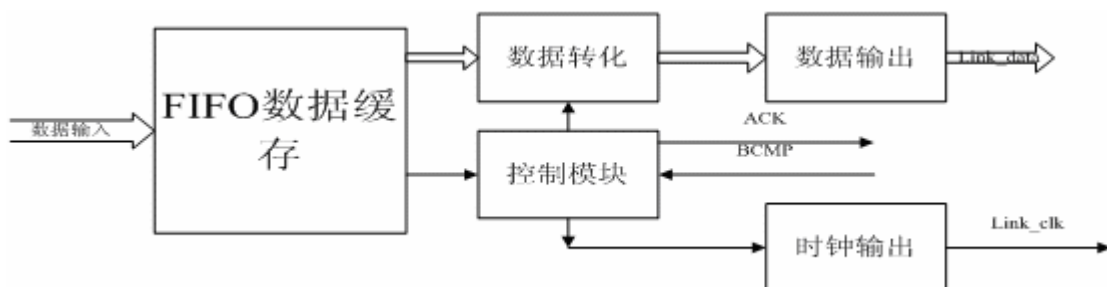 数据转化
数据输出
Link_data
FIFO数据缓
存
数据输入
ACK
BCMP
控制模块
Link_clk
时钟输出